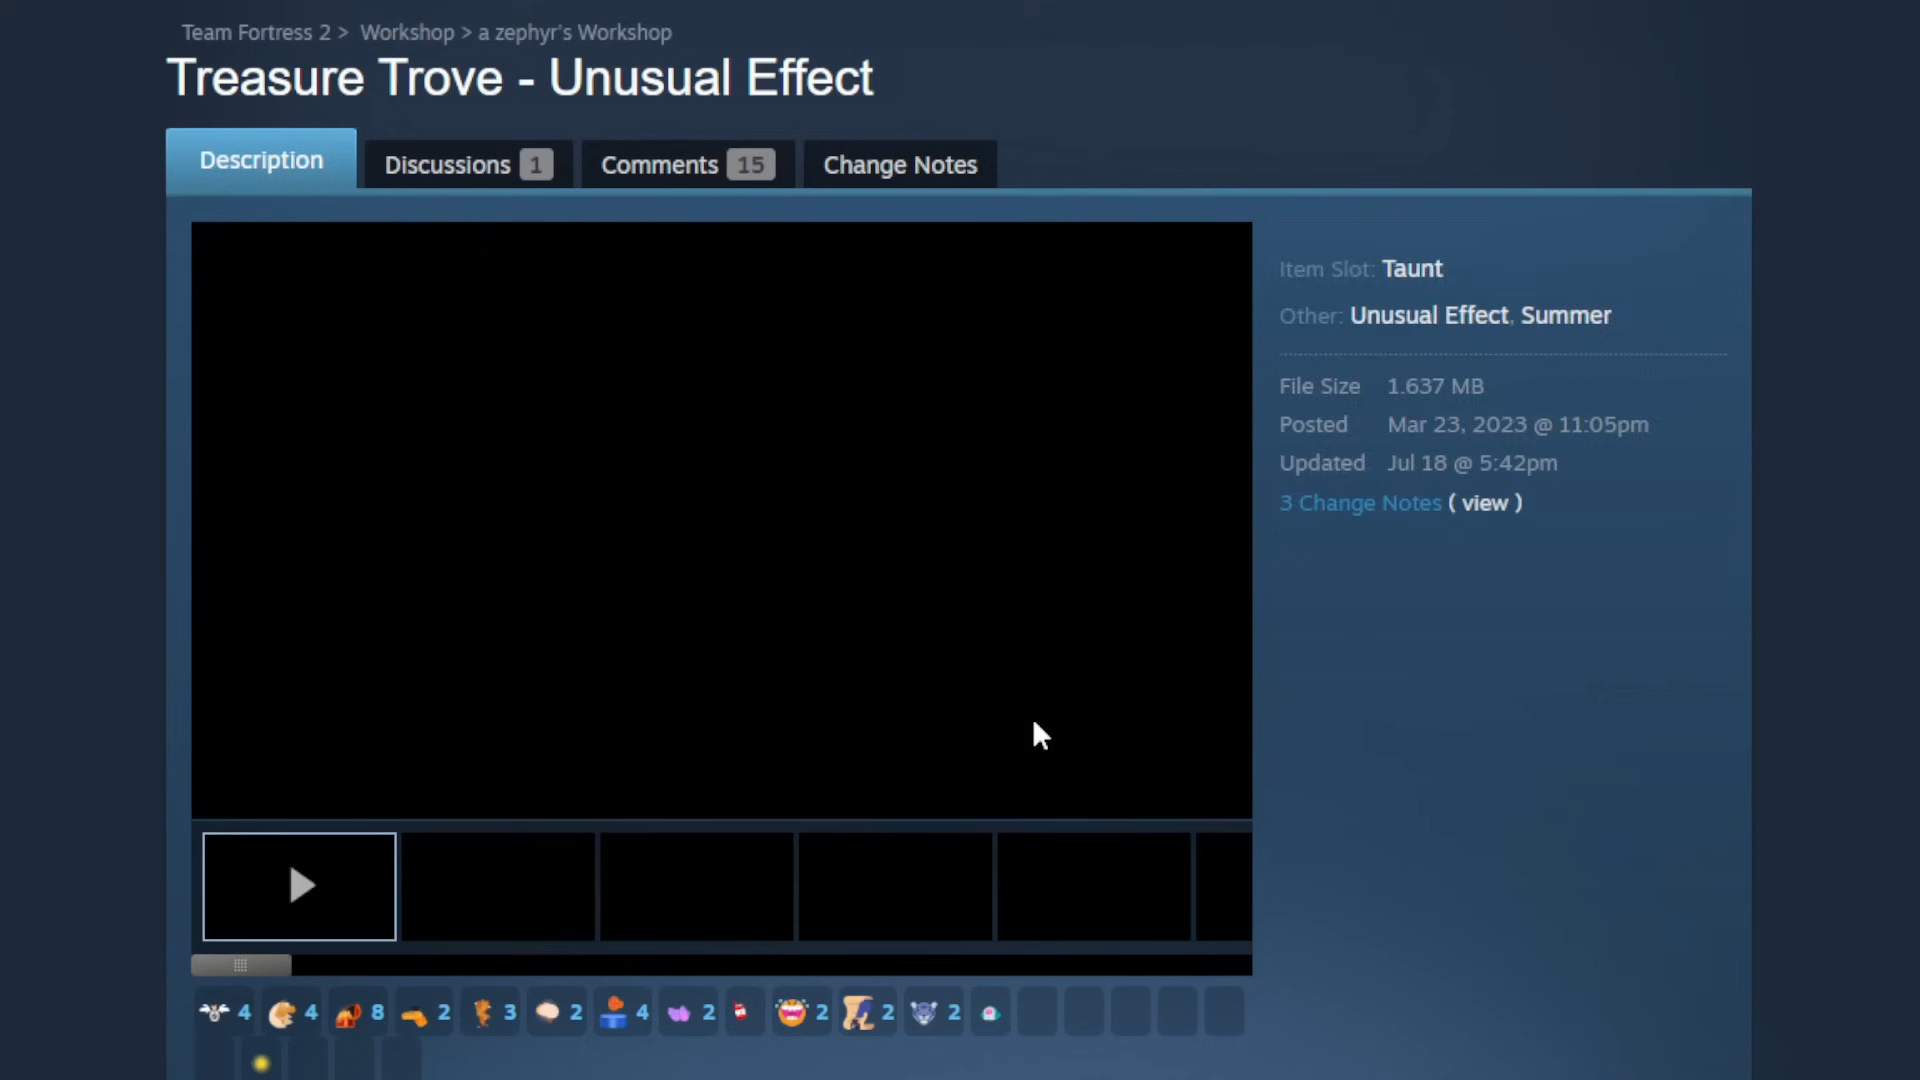 Team Fortress 2 > Workshop > a zephyr's Workshop
Treasure Trove - Unusual Effect
Description
Discussions 1
Comments 15
Change Notes
Item Slot: Taunt
Other: Unusual Effect, Summer
File Size 1.637 MB
Posted Mar 23, 2023 @ 11:05pm
Updated Jul 18 @ 5:42pm
3 Change Notes ( view )
4 4 8 2 3 2 4 2 2 2 2